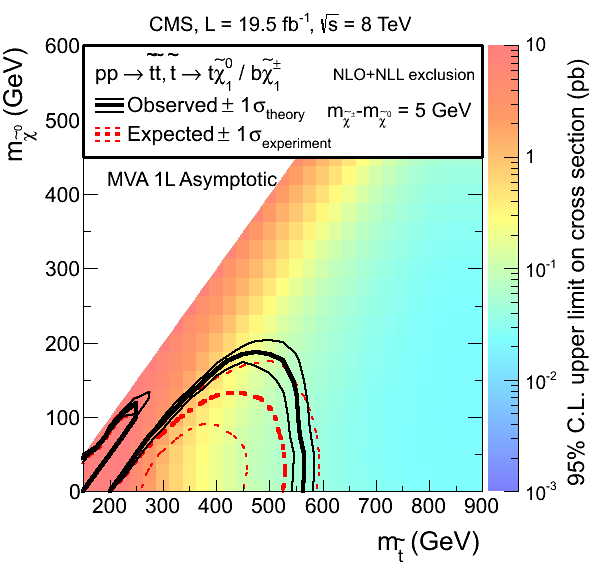 CMS, L = 19.5 fb⁻¹, √s = 8 TeV
pp → t̃t̃, t̃ → tχ̃⁰₁ / bχ̃±₁
NLO+NLL exclusion
Observed ± 1σtheory
mχ̃±-mχ̃⁰ = 5 GeV
Expected ± 1σexperiment
MVA 1L Asymptotic
mχ̃⁰ (GeV)
600
500
400
300
200
100
0
200 300 400 500 600 700 800 900
mt̃ (GeV)
10
1
10⁻¹
10⁻²
10⁻³
95% C.L. upper limit on cross section (pb)